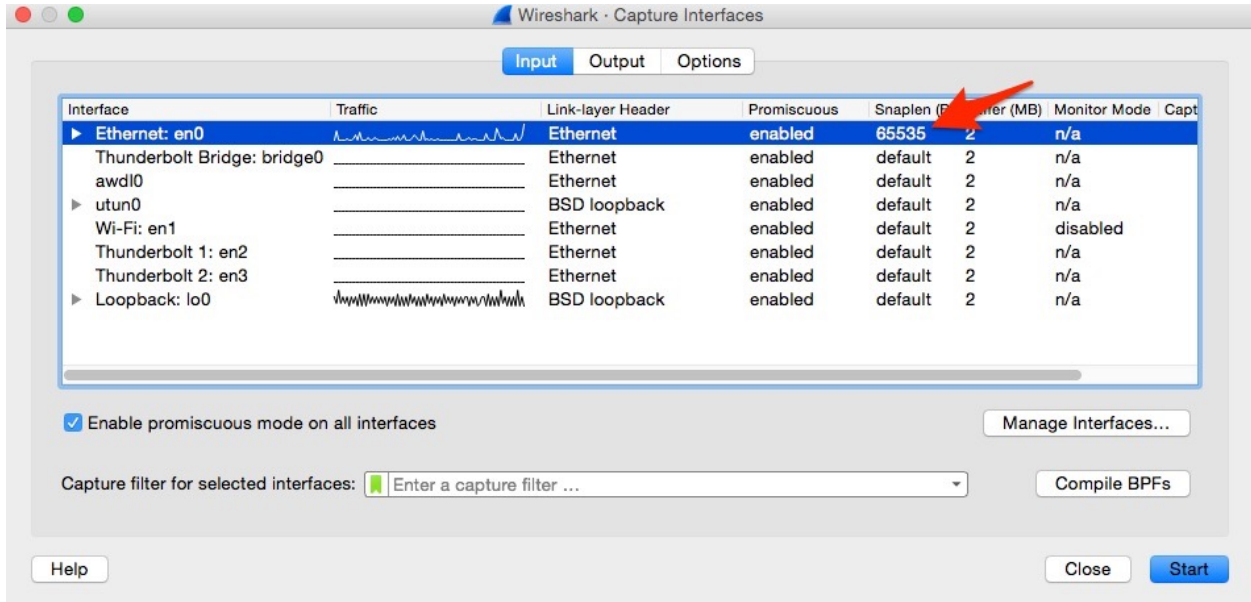 Wireshark · Capture Interfaces
Input Output Options
Interface Traffic Link-layer Header Promiscuous Snaplen (B (MB) Monitor Mode Capt
Ethernet: en0 Ethernet enabled 65535 2 n/a
Thunderbolt Bridge: bridge0 Ethernet enabled default 2 n/a
awdl0 Ethernet enabled default 2 n/a
utun0 BSD loopback enabled default 2 n/a
Wi-Fi: en1 Ethernet enabled default 2 disabled
Thunderbolt 1: en2 Ethernet enabled default 2 n/a
Thunderbolt 2: en3 Ethernet enabled default 2 n/a
Loopback: lo0 BSD loopback enabled default 2 n/a
Enable promiscuous mode on all interfaces Manage Interfaces...
Capture filter for selected interfaces: Enter a capture filter ... Compile BPFs
Help Close Start